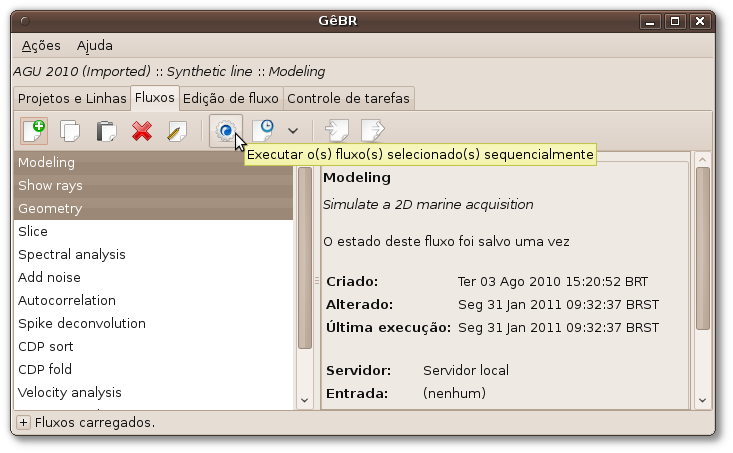 GêBR
Ações Ajuda
AGU 2010 (Imported) :: Synthetic line :: Modeling
Projetos e Linhas Fluxos Edição de fluxo Controle de tarefas
Executar o(s) fluxo(s) selecionado(s) sequencialmente
Modeling
Show rays
Geometry
Slice
Spectral analysis
Add noise
Autocorrelation
Spike deconvolution
CDP sort
CDP fold
Velocity analysis
Modeling
Simulate a 2D marine acquisition
O estado deste fluxo foi salvo uma vez
Criado: Ter 03 Ago 2010 15:20:52 BRT
Alterado: Seg 31 Jan 2011 09:32:37 BRST
Última execução: Seg 31 Jan 2011 09:32:37 BRST
Servidor: Servidor local
Entrada: (nenhum)
Fluxos carregados.